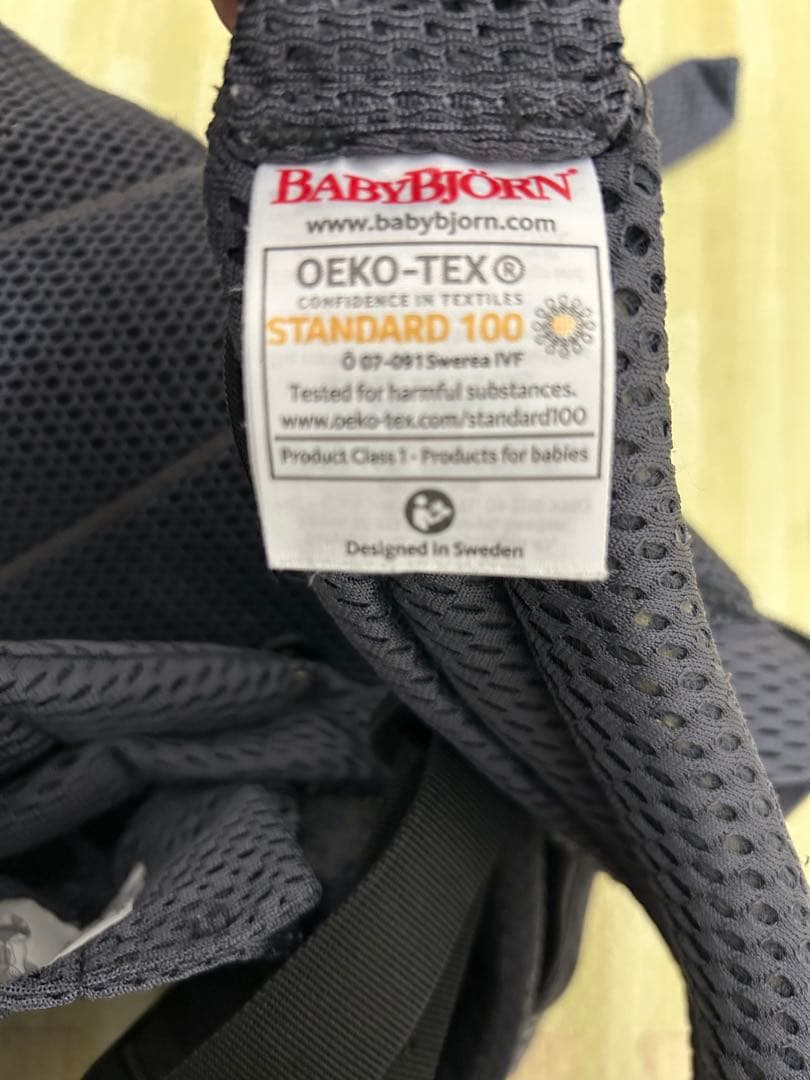 BABYBJÖRN®
www.babybjorn.com
OEKO-TEX®
CONFIDENCE IN TEXTILES
STANDARD 100
Ö 07-091 Swerea IVF
Tested for harmful substances.
www.oeko-tex.com/standard100
Product Class 1 - Products for babies
Designed in Sweden